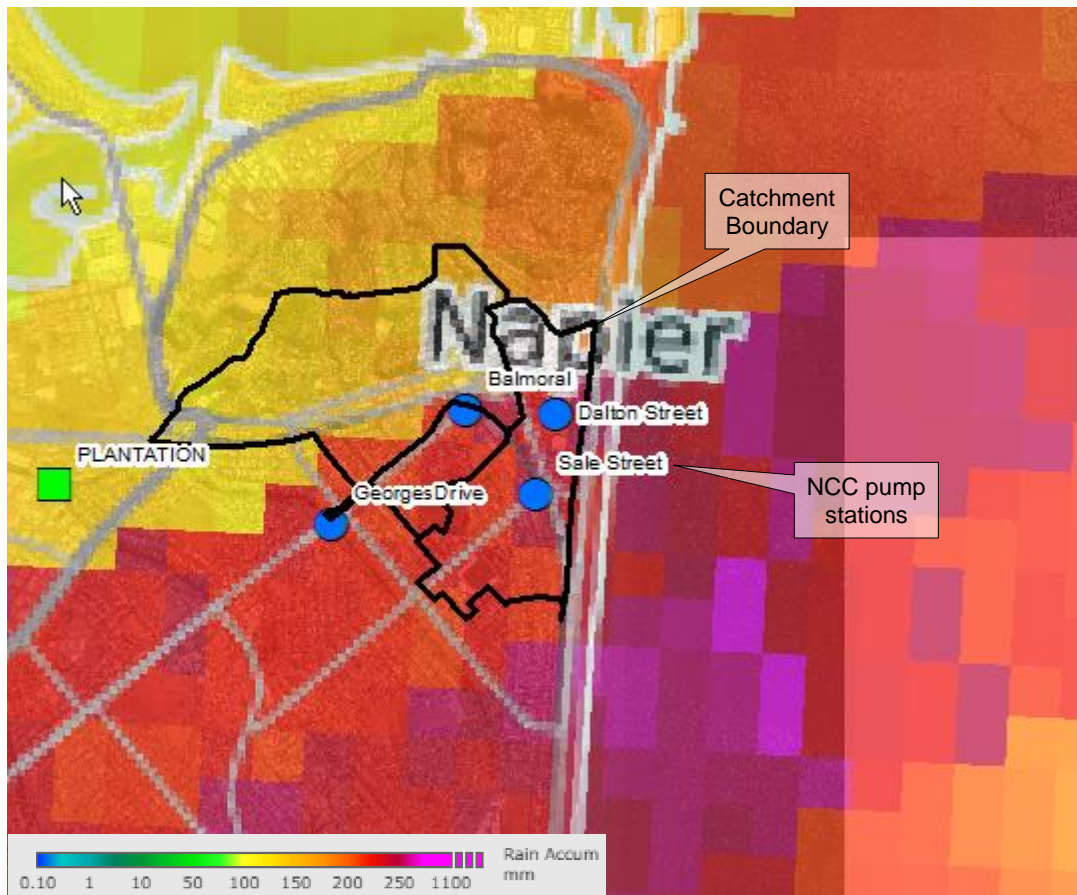 Catchment
Boundary
Napier
Balmoral
Dalton Street
PLANTATION
Sale Street
GeorgesDrive
NCC pump
stations
Rain Accum
mm
0.10 1 10 50 100 150 200 250 1100